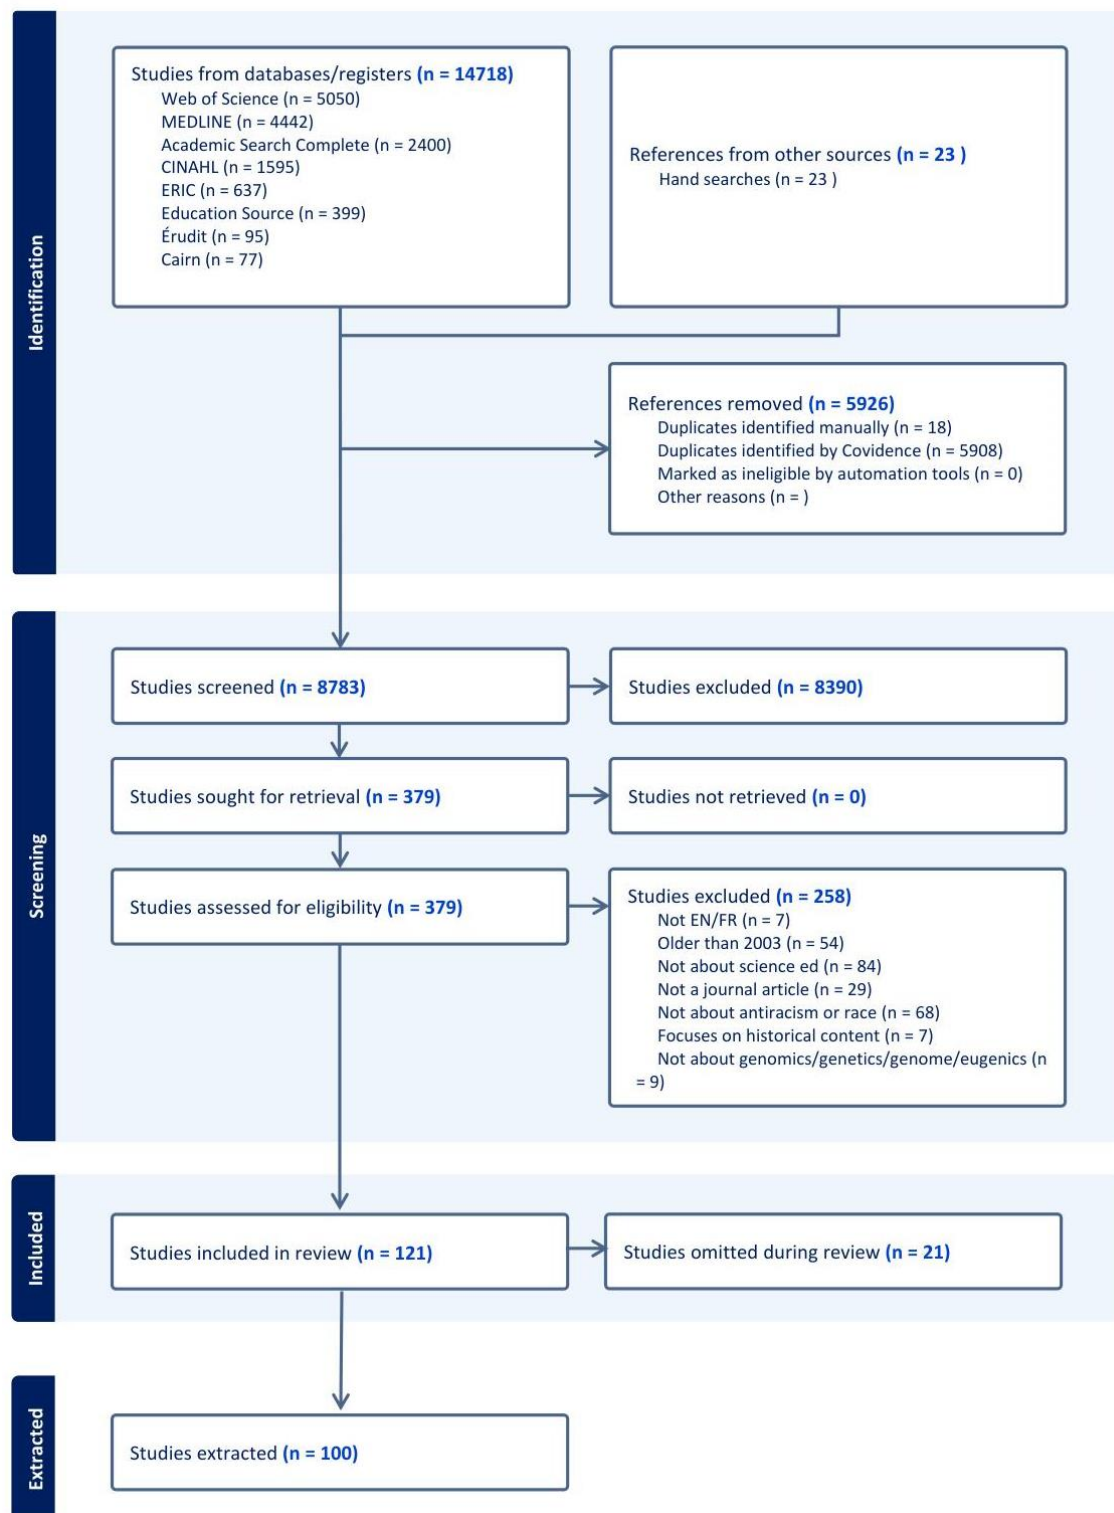 Identification
Studies from databases/registers (n = 14718)
Web of Science (n = 5050)
MEDLINE (n = 4442)
Academic Search Complete (n = 2400)
CINAHL (n = 1595)
ERIC (n = 637)
Education Source (n = 399)
Érudit (n = 95)
Cairn (n = 77)
References from other sources (n = 23 )
Hand searches (n = 23 )
References removed (n = 5926)
Duplicates identified manually (n = 18)
Duplicates identified by Covidence (n = 5908)
Marked as ineligible by automation tools (n = 0)
Other reasons (n = )
Screening
Studies screened (n = 8783)
Studies excluded (n = 8390)
Studies sought for retrieval (n = 379)
Studies not retrieved (n = 0)
Studies assessed for eligibility (n = 379)
Studies excluded (n = 258)
Not EN/FR (n = 7)
Older than 2003 (n = 54)
Not about science ed (n = 84)
Not a journal article (n = 29)
Not about antiracism or race (n = 68)
Focuses on historical content (n = 7)
Not about genomics/genetics/genome/eugenics (n
= 9)
Included
Studies included in review (n = 121)
Studies omitted during review (n = 21)
Extracted
Studies extracted (n = 100)